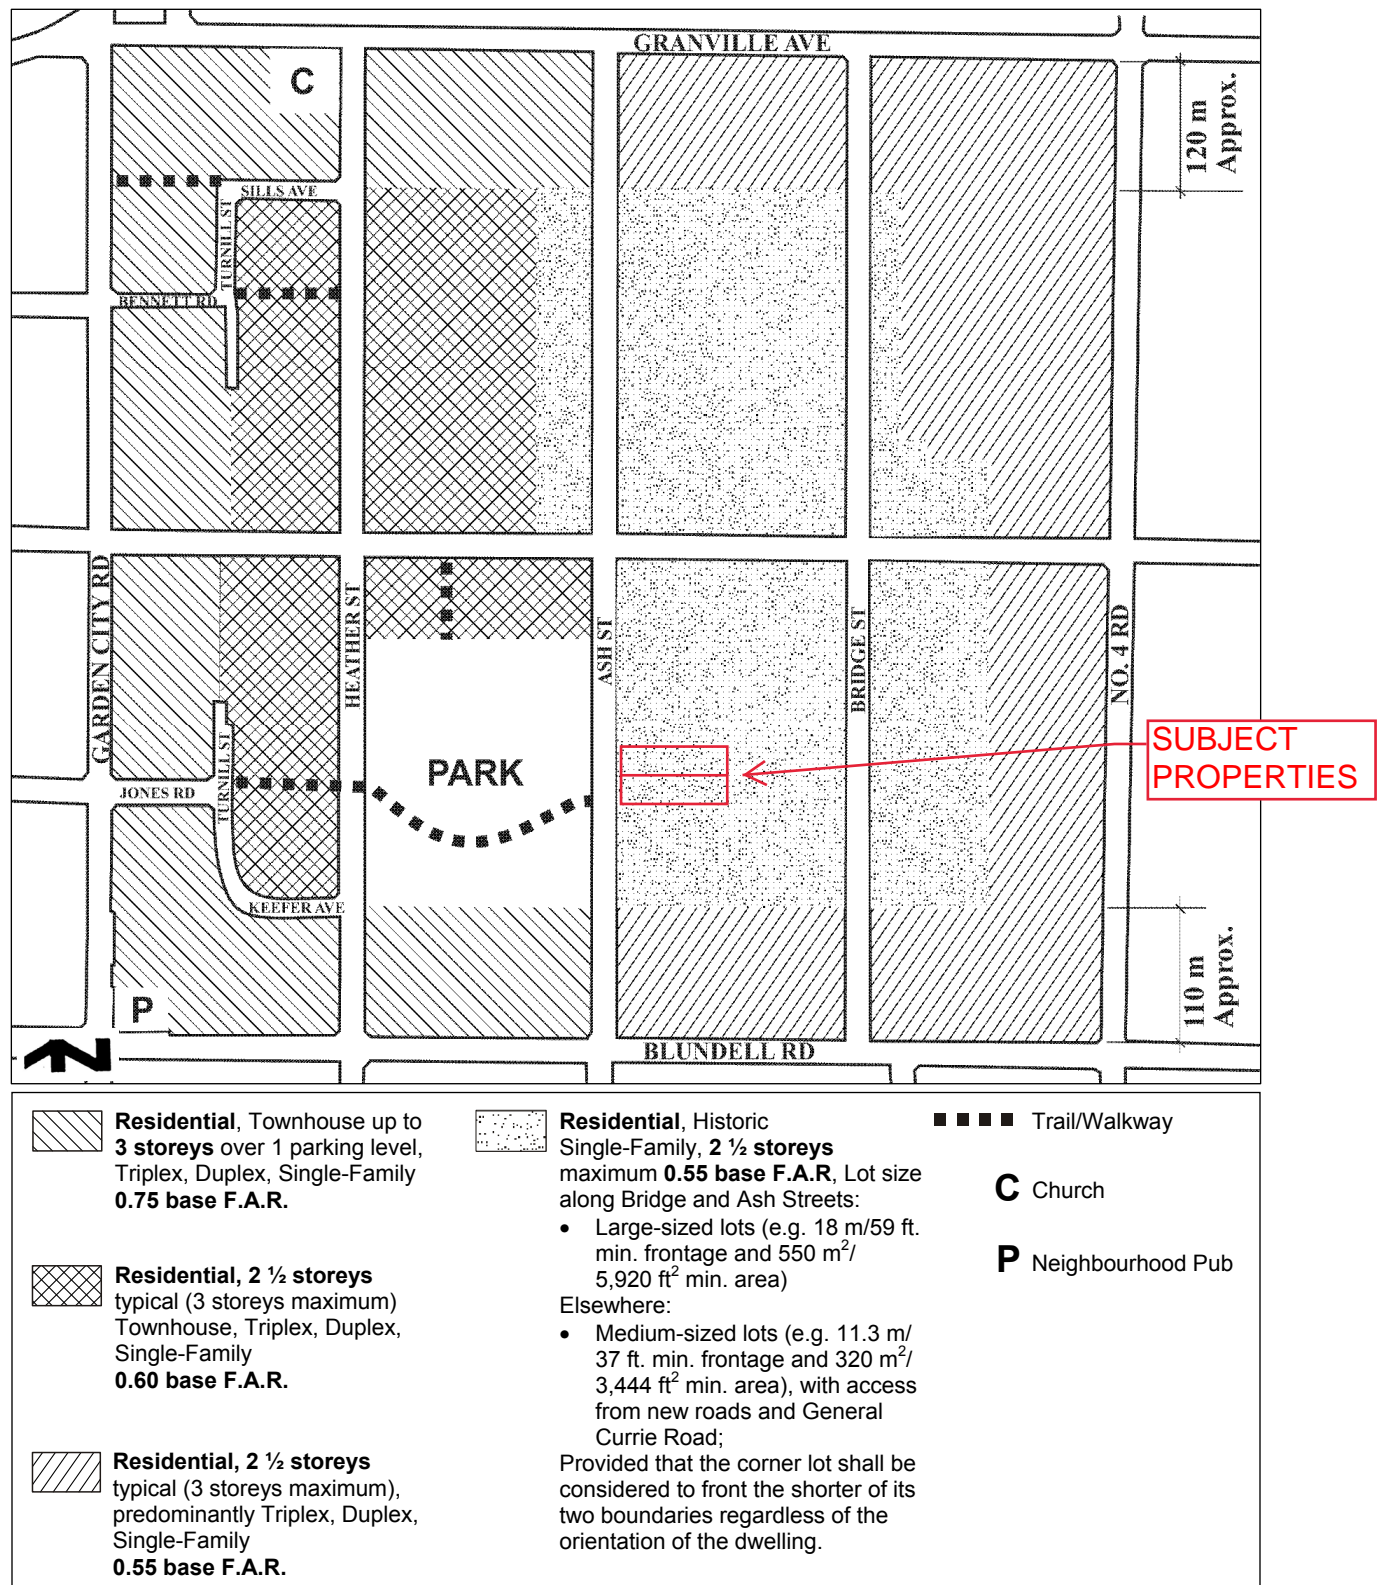 GRANVILLE AVE
C
120 m
Approx.
SILLS AVE
TURNILL ST
BENNETT RD
GARDEN CITY RD
HEATHER ST
ASH ST
BRIDGE ST
NO. 4 RD
SUBJECT
PROPERTIES
PARK
JONES RD
TURNILL ST
KEEFER AVE
110 m
Approx.
P
BLUNDELL RD
Residential, Townhouse up to
3 storeys over 1 parking level,
Triplex, Duplex, Single-Family
0.75 base F.A.R.
Residential, 2 ½ storeys
typical (3 storeys maximum)
Townhouse, Triplex, Duplex,
Single-Family
0.60 base F.A.R.
Residential, 2 ½ storeys
typical (3 storeys maximum),
predominantly Triplex, Duplex,
Single-Family
0.55 base F.A.R.
Residential, Historic
Single-Family, 2 ½ storeys
maximum 0.55 base F.A.R, Lot size
along Bridge and Ash Streets:
• Large-sized lots (e.g. 18 m/59 ft.
min. frontage and 550 m²/
5,920 ft² min. area)
Elsewhere:
• Medium-sized lots (e.g. 11.3 m/
37 ft. min. frontage and 320 m²/
3,444 ft² min. area), with access
from new roads and General
Currie Road;
Provided that the corner lot shall be
considered to front the shorter of its
two boundaries regardless of the
orientation of the dwelling.
Trail/Walkway
C Church
P Neighbourhood Pub